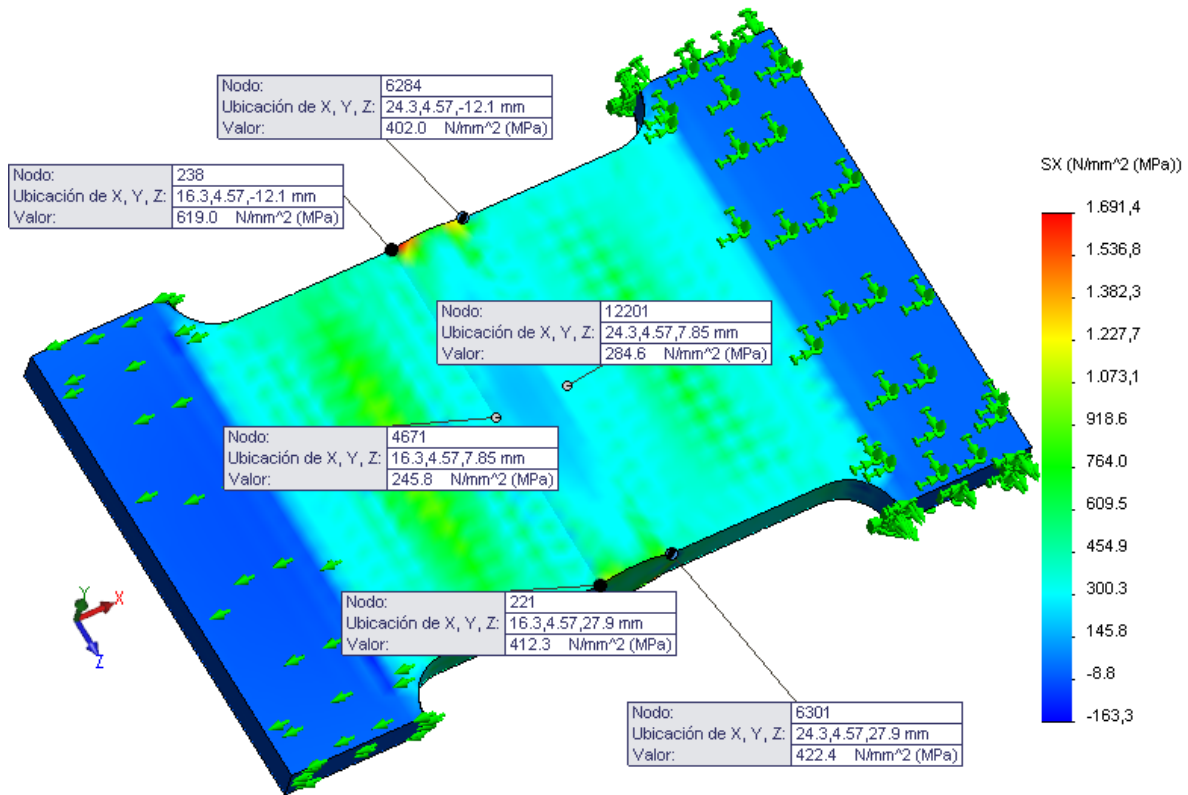 Nodo: 6284
Ubicación de X, Y, Z: 24.3,4.57,-12.1 mm
Valor: 402.0 N/mm^2 (MPa)
Nodo: 238
Ubicación de X, Y, Z: 16.3,4.57,-12.1 mm
Valor: 619.0 N/mm^2 (MPa)
Nodo: 12201
Ubicación de X, Y, Z: 24.3,4.57,7.85 mm
Valor: 284.6 N/mm^2 (MPa)
Nodo: 4671
Ubicación de X, Y, Z: 16.3,4.57,7.85 mm
Valor: 245.8 N/mm^2 (MPa)
Nodo: 221
Ubicación de X, Y, Z: 16.3,4.57,27.9 mm
Valor: 412.3 N/mm^2 (MPa)
Nodo: 6301
Ubicación de X, Y, Z: 24.3,4.57,27.9 mm
Valor: 422.4 N/mm^2 (MPa)
Y
X
Z
SX (N/mm^2 (MPa))
1.691,4
1.536,8
1.382,3
1.227,7
1.073,1
918.6
764.0
609.5
454.9
300.3
145.8
-8.8
-163,3